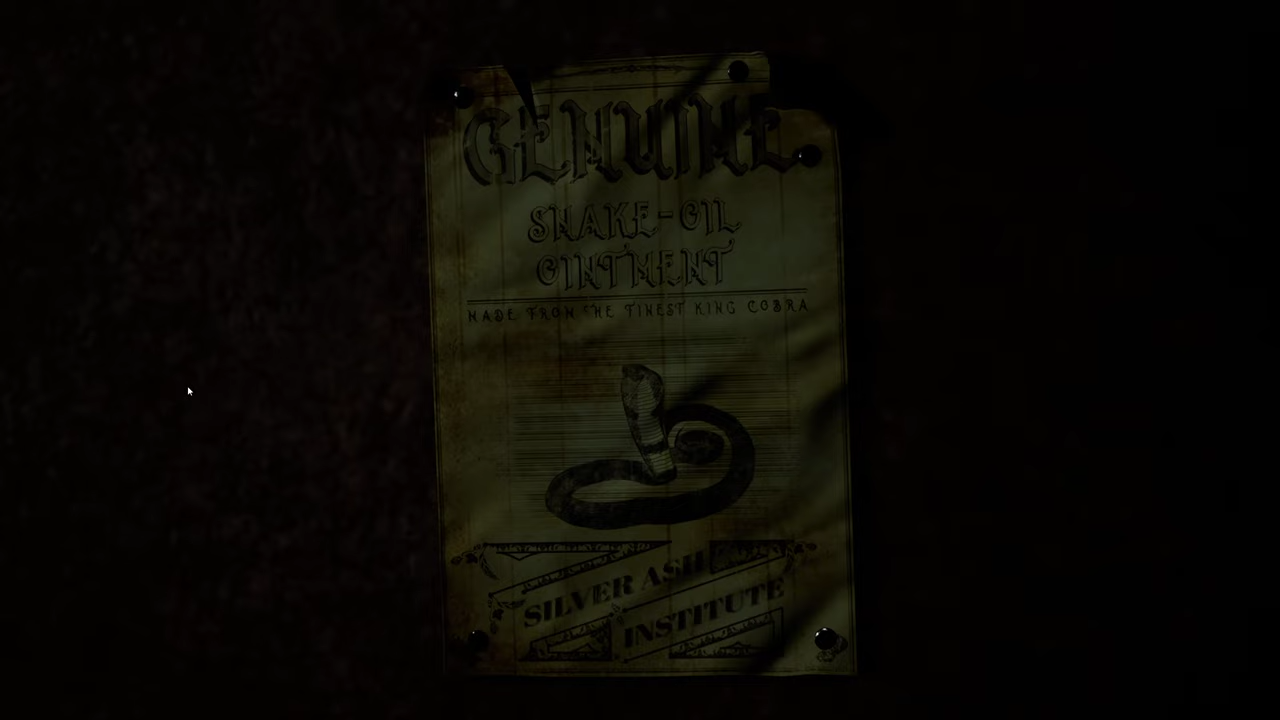 GENUINE
SNAKE-OIL
OINTMENT
MADE FROM THE FINEST KING COBRA
SILVER ASH
INSTITUTE